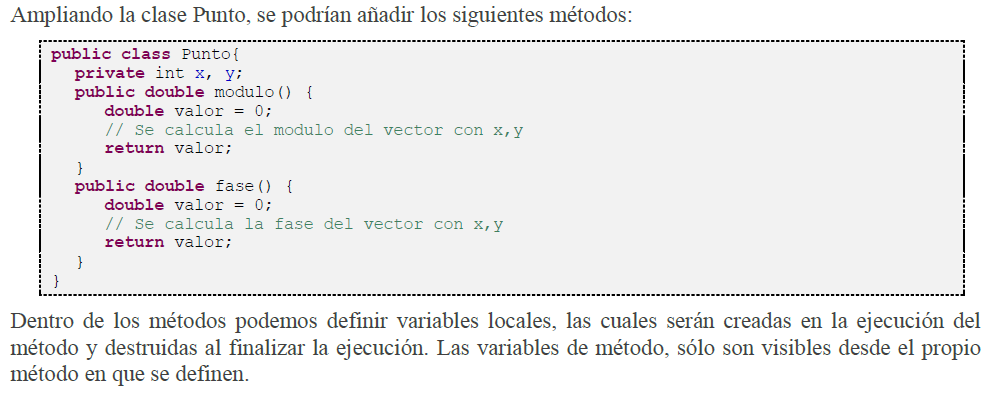 Ampliando la clase Punto, se podrían añadir los siguientes métodos:
public class Punto{
private int x, y;
public double modulo() {
double valor = 0;
// Se calcula el modulo del vector con x,y
return valor;
}
public double fase() {
double valor = 0;
// Se calcula la fase del vector con x,y
return valor;
}
}
Dentro de los métodos podemos definir variables locales, las cuales serán creadas en la ejecución del
método y destruidas al finalizar la ejecución. Las variables de método, sólo son visibles desde el propio
método en que se definen.